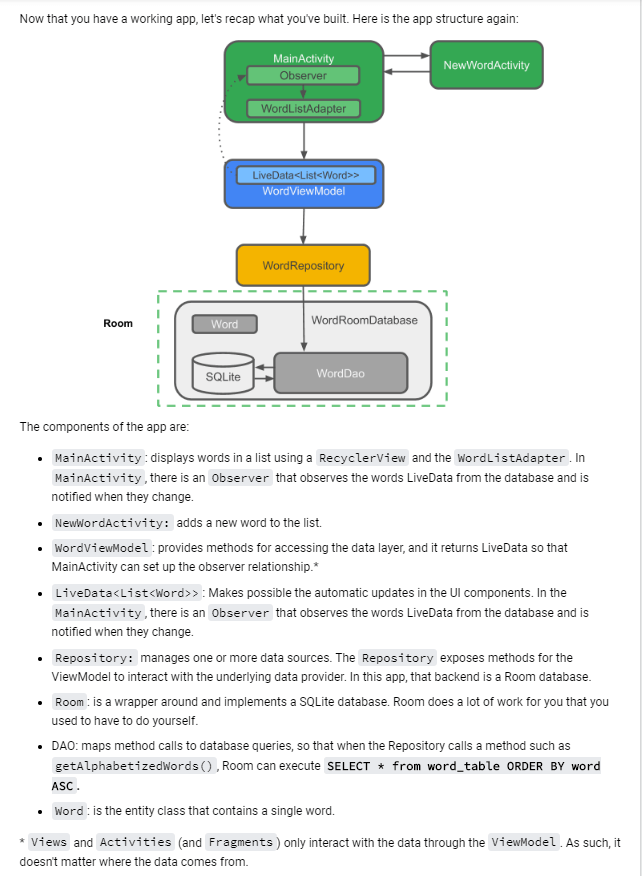 Now that you have a working app, let's recap what you've built. Here is the app structure again:
MainActivity
Observer
WordListAdapter
NewWordActivity
LiveData<List<Word>>
WordViewModel
WordRepository
Room
Word
WordRoomDatabase
SQLite
WordDao
The components of the app are:
• MainActivity: displays words in a list using a RecyclerView and the WordListAdapter. In
MainActivity, there is an Observer that observes the words LiveData from the database and is
notified when they change.
• NewWordActivity: adds a new word to the list.
• WordViewModel: provides methods for accessing the data layer, and it returns LiveData so that
MainActivity can set up the observer relationship.*
• LiveData<List<Word>>: Makes possible the automatic updates in the UI components. In the
MainActivity, there is an Observer that observes the words LiveData from the database and is
notified when they change.
• Repository: manages one or more data sources. The Repository exposes methods for the
ViewModel to interact with the underlying data provider. In this app, that backend is a Room database.
• Room: is a wrapper around and implements a SQLite database. Room does a lot of work for you that you
used to have to do yourself.
• DAO: maps method calls to database queries, so that when the Repository calls a method such as
getAlphabetizedWords(), Room can execute SELECT * from word_table ORDER BY word
ASC.
• Word: is the entity class that contains a single word.
* Views and Activities (and Fragments) only interact with the data through the ViewModel. As such, it
doesn't matter where the data comes from.